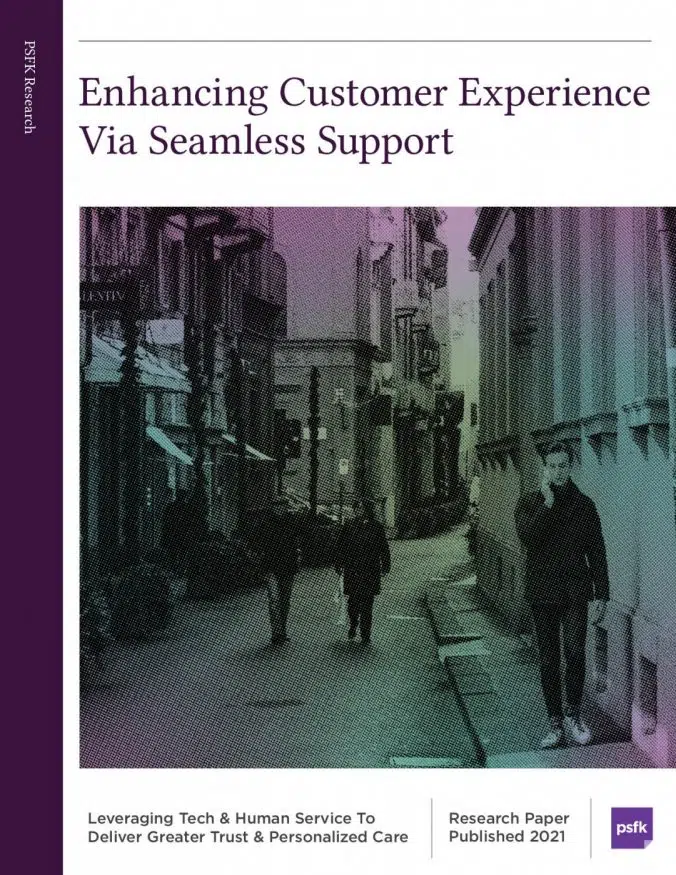 PSFK Research
Enhancing Customer Experience
Via Seamless Support
LENTIN
Leveraging Tech & Human Service To
Deliver Greater Trust & Personalized Care
Research Paper
Published 2021
psfk